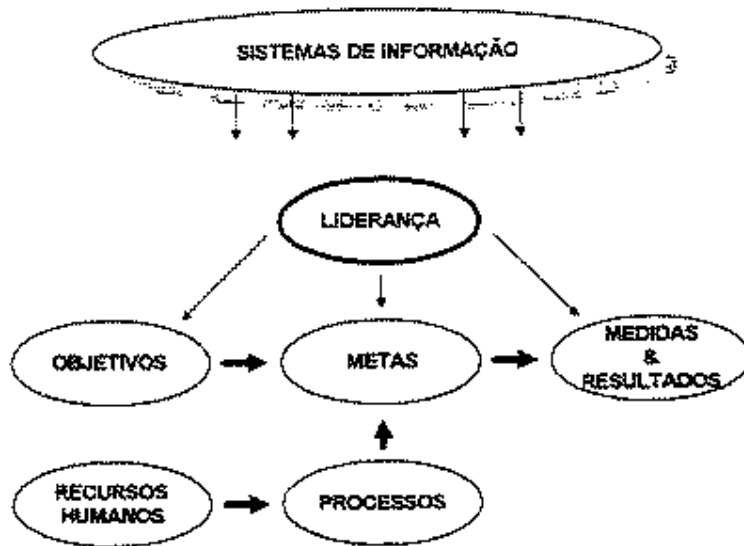 SISTEMAS DE INFORMAÇÃO
LIDERANÇA
OBJETIVOS
METAS
MEDIDAS
&
RESULTADOS
RECURSOS
HUMANOS
PROCESSOS